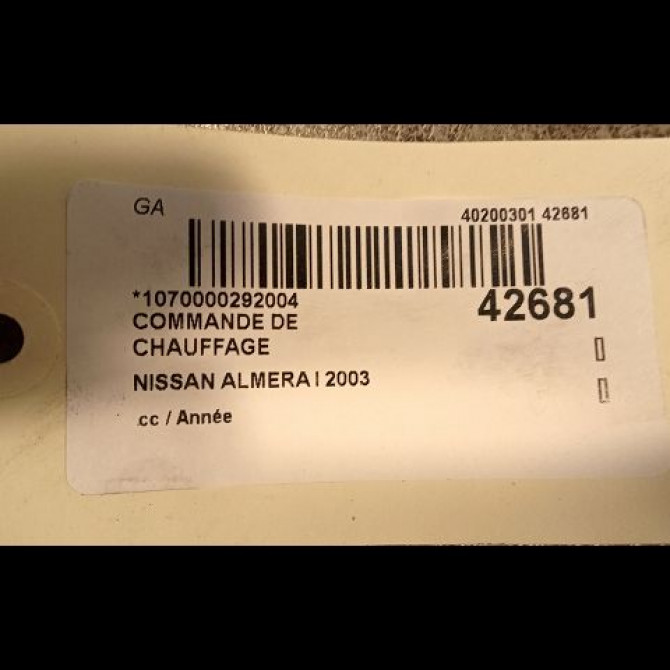 GA
40200301 42681
*1070000292004
42681
COMMANDE DE
CHAUFFAGE
NISSAN ALMERA I 2003
cc / Année